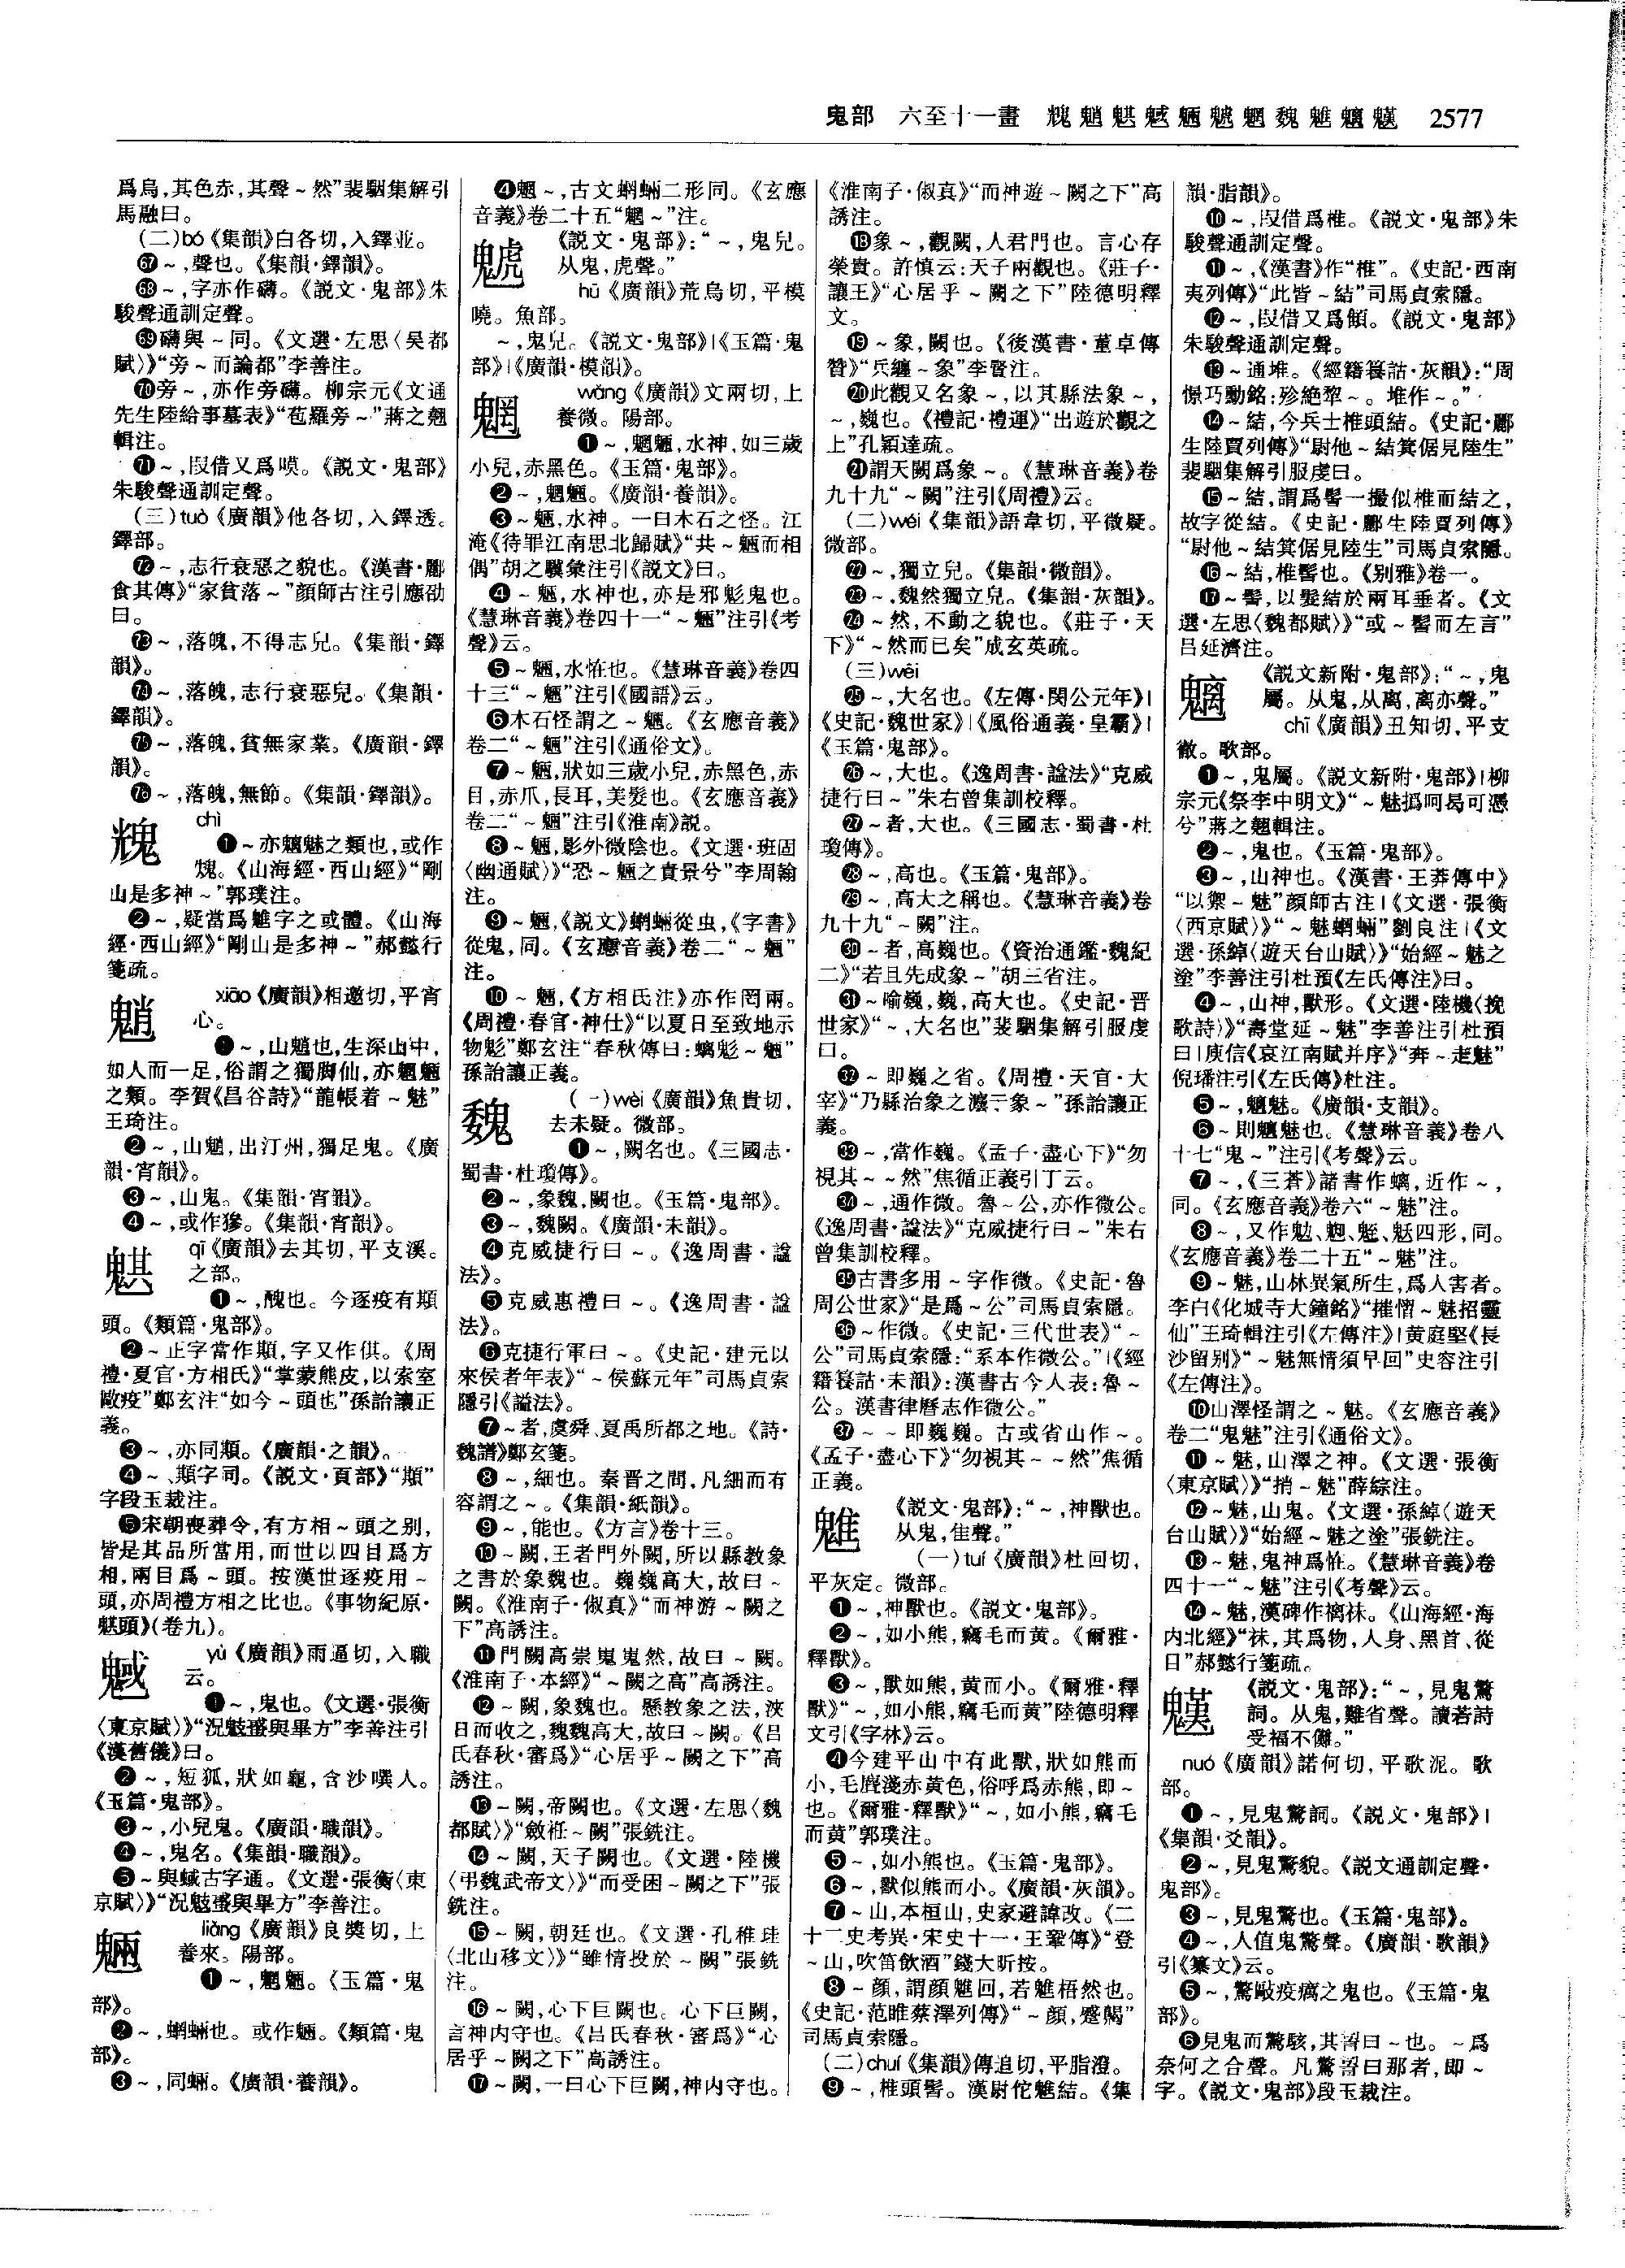 鬼部 六至十一畫 䰡魈魌魊魎䰧魍魏魋魑魌 2577
爲烏,其色赤,其聲~然”裴駰集解引
馬融曰。
(二)bó《集韻》白各切,入鐸並。
67~,聲也。《集韻·鐸韻》。
68~,字亦作礴。《説文·鬼部》朱
駿聲通訓定聲。
69礴與~同。《文選·左思〈吴都
賦〉》“旁~而論都”李善注。
70旁~,亦作旁礴。柳宗元《文通
先生陸給事墓表》“苞羅旁~”蔣之翹
輯注。
71~,叚借又爲嗼。《説文·鬼部》
朱駿聲通訓定聲。
(三)tuò《廣韻》他各切,入鐸透。
鐸部。
72~,志行衰惡之貌也。《漢書·酈
食其傳》“家貧落~”顔師古注引應劭
曰。
73~,落魄,不得志皃。《集韻·鐸
韻》。
74~,落魄,志行衰惡皃。《集韻·
鐸韻》。
75~,落魄,貧無家業。《廣韻·鐸
韻》。
76~,落魄,無節。《集韻·鐸韻》。
chì
❶~亦魑魅之類也,或作
《山海經·西山經》“剛
山是多神~”郭璞注。
❷~,疑當爲魋字之或體。《山海
經·西山經》“剛山是多神~”郝懿行
箋疏。
魈 xiāo《廣韻》相邀切,平宵
心。
❶~,山魈也,生深山中,
如人而一足,俗謂之獨脚仙,亦魍魎
之類。李賀《昌谷詩》“龍帳着~魅”
王琦注。
❷~,山魈,出汀州,獨足鬼。《廣
韻·宵韻》。
❸~,山鬼。《集韻·宵韻》。
❹~,或作獥。《集韻·宵韻》。
魌 qī《廣韻》去其切,平支溪。
之部。
❶~,醜也。今逐疫有䫏
頭。《類篇·鬼部》。
❷~正字當作䫏,字又作倛。《周
禮·夏官·方相氏》“掌蒙熊皮,以索室
敺疫”鄭玄注“如今~頭也”孫詒讓正
義。
❸~,亦同䫏。《廣韻·之韻》。
❹~、䫏字同。《説文·頁部》“䫏”
字段玉裁注。
❺宋朝喪葬令,有方相~頭之别,
皆是其品所當用,而世以四目爲方
相,兩目爲~頭。按漢世逐疫用~
頭,亦周禮方相之比也。《事物紀原·
魌頭》(卷九)。
魊 yù《廣韻》雨逼切,入職
云。
❶~,鬼也。《文選·張衡
〈東京賦〉》“況鬾蜮與畢方”李善注引
《漢舊儀》曰。
❷~,短狐,狀如鼈,含沙噀人。
《玉篇·鬼部》。
❸~,小兒鬼。《廣韻·職韻》。
❹~,鬼名。《集韻·職韻》。
❺~與蜮古字通。《文選·張衡〈東
京賦〉》“況鬾蜮與畢方”李善注。
魎 liǎng《廣韻》良奬切,上
養來。陽部。
❶~,魍魎。《玉篇·鬼
部》。
❷~,蝄蜽也。或作魎。《類篇·鬼
部》。
❸~,同蜽。《廣韻·養韻》。
❹魍~,古文蝄蜽二形同。《玄應
音義》卷二十五“魍~”注。
䰧 《説文·鬼部》:“~,鬼皃。
从鬼,虎聲。”
hū《廣韻》荒烏切,平模
曉。魚部。
~,鬼皃。《説文·鬼部》|《玉篇·鬼
部》|《廣韻·模韻》。
魍 wǎng《廣韻》文兩切,上
養微。陽部。
❶~,魍魎,水神,如三歲
小兒,赤黑色。《玉篇·鬼部》。
❷~,魍魎。《廣韻·養韻》。
❸~魎,水神。一曰木石之怪。江
淹《待罪江南思北歸賦》“共~魎而相
偶”胡之驥彙注引《説文》曰。
❹~魎,水神也,亦是邪鬽鬼也。
《慧琳音義》卷四十一“~魎”注引《考
聲》云。
❺~魎,水恠也。《慧琳音義》卷四
十三“~魎”注引《國語》云。
❻木石怪謂之~魎。《玄應音義》
卷二“~魎”注引《通俗文》。
❼~魎,狀如三歲小兒,赤黑色,赤
目,赤爪,長耳,美髮也。《玄應音義》
卷二“~魎”注引《淮南》説。
❽~魎,影外微陰也。《文選·班固
〈幽通賦〉》“恐~魎之責景兮”李周翰
注。
❾~魎,《説文》蝄蜽從虫,《字書》
從鬼,同。《玄應音義》卷二“~魎”
注。
❿~魎,《方相氏注》亦作罔兩。
《周禮·春官·神仕》“以夏日至致地示
物鬽”鄭玄注“春秋傳曰:螭鬽~魎”
孫詒讓正義。
魏 (一)wèi《廣韻》魚貴切,
去未疑。微部。
❶~,闕名也。《三國志·
蜀書·杜瓊傳》。
❷~,象魏,闕也。《玉篇·鬼部》。
❸~,魏闕。《廣韻·未韻》。
❹克威捷行曰~。《逸周書·謚
法》。
❺克威惠禮曰~。《逸周書·謚
法》。
❻克捷行軍曰~。《史記·建元以
來侯者年表》“~侯蘇元年”司馬貞索
隱引《謚法》。
❼~者,虞舜、夏禹所都之地。《詩·
魏譜》鄭玄箋。
❽~,細也。秦晋之間,凡細而有
容謂之~。《集韻·紙韻》。
❾~,能也。《方言》卷十三。
❿~闕,王者門外闕,所以縣教象
之書於象魏也。巍巍高大,故曰~
闕。《淮南子·俶真》“而神游~闕之
下”高誘注。
⓫門闕高崇嵬嵬然,故曰~闕。
《淮南子·本經》“~闕之高”高誘注。
⓬~闕,象魏也。懸教象之法,浹
日而收之,魏魏高大,故曰~闕。《吕
氏春秋·審爲》“心居乎~闕之下”高
誘注。
⓭~闕,帝闕也。《文選·左思〈魏
都賦〉》“斂衽~闕”張銑注。
⓮~闕,天子闕也。《文選·陸機
〈弔魏武帝文〉》“而受困~闕之下”張
銑注。
⓯~闕,朝廷也。《文選·孔稚珪
〈北山移文〉》“雖情投於~闕”張銑
注。
⓰~闕,心下巨闕也。心下巨闕,
言神内守也。《吕氏春秋·審爲》“心
居乎~闕之下”高誘注。
⓱~闕,一曰心下巨闕,神内守也。
《淮南子·俶真》“而神遊~闕之下”高
誘注。
⓲象~,觀闕,人君門也。言心存
榮貴。許慎云:天子兩觀也。《莊子·
讓王》“心居乎~闕之下”陸德明釋
文。
⓳~象,闕也。《後漢書·董卓傳
贊》“兵纏~象”李賢注。
⓴此觀又名象~,以其縣法象~,
~,巍也。《禮記·禮運》“出遊於觀之
上”孔穎達疏。
21謂天闕爲象~。《慧琳音義》卷
九十九“~闕”注引《周禮》云。
(二)wéi《集韻》語韋切,平微疑。
微部。
22~,獨立皃。《集韻·微韻》。
23~,魏然獨立皃。《集韻·灰韻》。
24~然,不動之貌也。《莊子·天
下》“~然而已矣”成玄英疏。
(三)wēi
25~,大名也。《左傳·閔公元年》|
《史記·魏世家》|《風俗通義·皇霸》|
《玉篇·鬼部》。
26~,大也。《逸周書·謚法》“克威
捷行曰~”朱右曾集訓校釋。
27~者,大也。《三國志·蜀書·杜
瓊傳》。
28~,高也。《玉篇·鬼部》。
29~,高大之稱也。《慧琳音義》卷
九十九“~闕”注。
30~者,高巍也。《資治通鑑·魏紀
二》“若且先成象~”胡三省注。
31~喻巍,巍,高大也。《史記·晋
世家》“~,大名也”裴駰集解引服虔
曰。
32~即巍之省。《周禮·天官·大
宰》“乃縣治象之灋于象~”孫詒讓正
義。
33~,當作巍。《孟子·盡心下》“勿
視其~~然”焦循正義引丁云。
34~,通作微。魯~公,亦作微公。
《逸周書·謚法》“克威捷行曰~”朱右
曾集訓校釋。
35古書多用~字作微。《史記·魯
周公世家》“是爲~公”司馬貞索隱。
36~作微。《史記·三代世表》“~
公”司馬貞索隱:“系本作微公。”|《經
籍籑詁·未韻》:漢書古今人表:魯~
公。漢書律曆志作微公。”
37~~即巍巍。古或省山作~。
《孟子·盡心下》“勿視其~~然”焦循
正義。
魋 《説文·鬼部》:“~,神獸也。
从鬼,隹聲。”
(一)tuí《廣韻》杜回切,
平灰定。微部。
❶~,神獸也。《説文·鬼部》。
❷~,如小熊,竊毛而黄。《爾雅·
釋獸》。
❸~,獸如熊,黄而小。《爾雅·釋
獸》“~,如小熊,竊毛而黄”陸德明釋
文引《字林》云。
❹今建平山中有此獸,狀如熊而
小,毛麆淺赤黄色,俗呼爲赤熊,即~
也。《爾雅·釋獸》“~,如小熊,竊毛
而黄”郭璞注。
❺~,如小熊也。《玉篇·鬼部》。
❻~,獸似熊而小。《廣韻·灰韻》。
❼~山,本桓山,史家避諱改。《二
十二史考異·宋史十一·王鞏傳》“登
~山,吹笛飲酒”錢大昕按。
❽~顔,謂顔魋回,若魋梧然也。
《史記·范雎蔡澤列傳》“~顔,蹙齃”
司馬貞索隱。
(二)chuí《集韻》傳追切,平脂澄。
❾~,椎頭髻。漢尉佗魋結。《集
韻·脂韻》。
❿~,叚借爲椎。《説文·鬼部》朱
駿聲通訓定聲。
⓫~,《漢書》作“椎”。《史記·西南
夷列傳》“此皆~結”司馬貞索隱。
⓬~,叚借又爲頧。《説文·鬼部》
朱駿聲通訓定聲。
⓭~通堆。《經籍籑詁·灰韻》:“周
憬功勳銘:殄絶犂~。堆作~。”
⓮~結,今兵士椎頭結。《史記·酈
生陸賈列傳》“尉他~結箕倨見陸生”
裴駰集解引服虔曰。
⓯~結,謂爲髻一撮似椎而結之,
故字從結。《史記·酈生陸賈列傳》
“尉他~結箕倨見陸生”司馬貞索隱。
⓰~結,椎髻也。《别雅》卷一。
⓱~髻,以髮結於兩耳垂者。《文
選·左思〈魏都賦〉》“或~髻而左言”
吕延濟注。
魑 《説文新附·鬼部》:“~,鬼
屬。从鬼,从离,离亦聲。”
chī《廣韻》丑知切,平支
徹。歌部。
❶~,鬼屬。《説文新附·鬼部》|柳
宗元《祭李中明文》“~魅撝呵曷可憑
兮”蔣之翹輯注。
❷~,鬼也。《玉篇·鬼部》。
❸~,山神也。《漢書·王莽傳中》
“以禦~魅”顔師古注|《文選·張衡
〈西京賦〉》“~魅蝄蜽”劉良注|《文
選·孫綽〈遊天台山賦〉》“始經~魅之
塗”李善注引杜預《左氏傳注》曰。
❹~,山神,獸形。《文選·陸機〈挽
歌詩〉》“壽堂延~魅”李善注引杜預
曰|庾信《哀江南賦并序》“奔~走魅”
倪璠注引《左氏傳》杜注。
❺~,魑魅。《廣韻·支韻》。
❻~則魑魅也。《慧琳音義》卷八
十七“鬼~”注引《考聲》云。
❼~,《三蒼》諸書作螭,近作~,
同。《玄應音義》卷六“~魅”注。
❽~,又作四形,同。
《玄應音義》卷二十五“~魅”注。
❾~魅,山林異氣所生,爲人害者。
李白《化城寺大鐘銘》“摧慴~魅招靈
仙”王琦輯注引《左傳注》|黄庭堅《長
沙留别》“~魅無情須早回”史容注引
《左傳注》。
❿山澤怪謂之~魅。《玄應音義》
卷二“鬼魅”注引《通俗文》。
⓫~魅,山澤之神。《文選·張衡
〈東京賦〉》“捎~魅”薛綜注。
⓬~魅,山鬼。《文選·孫綽〈遊天
台山賦〉》“始經~魅之塗”張銑注。
⓭~魅,鬼神爲恠。《慧琳音義》卷
四十一“~魅”注引《考聲》云。
⓮~魅,漢碑作禼袜。《山海經·海
内北經》“袜,其爲物,人身、黑首、從
目”郝懿行箋疏。
《説文·鬼部》:“~,見鬼驚
詞。从鬼,難省聲。讀若詩
受福不儺。”
nuó《廣韻》諾何切,平歌泥。歌
部。
❶~,見鬼驚詞。《説文·鬼部》|
《集韻·爻韻》。
❷~,見鬼驚貌。《説文通訓定聲·
鬼部》。
❸~,見鬼驚也。《玉篇·鬼部》。
❹~,人值鬼驚聲。《廣韻·歌韻》
引《纂文》云。
❺~,驚敺疫癘之鬼也。《玉篇·鬼
部》。
❻見鬼而驚駭,其䛐曰~也。~爲
奈何之合聲。凡驚䛐曰那者,即~
字。《説文·鬼部》段玉裁注。